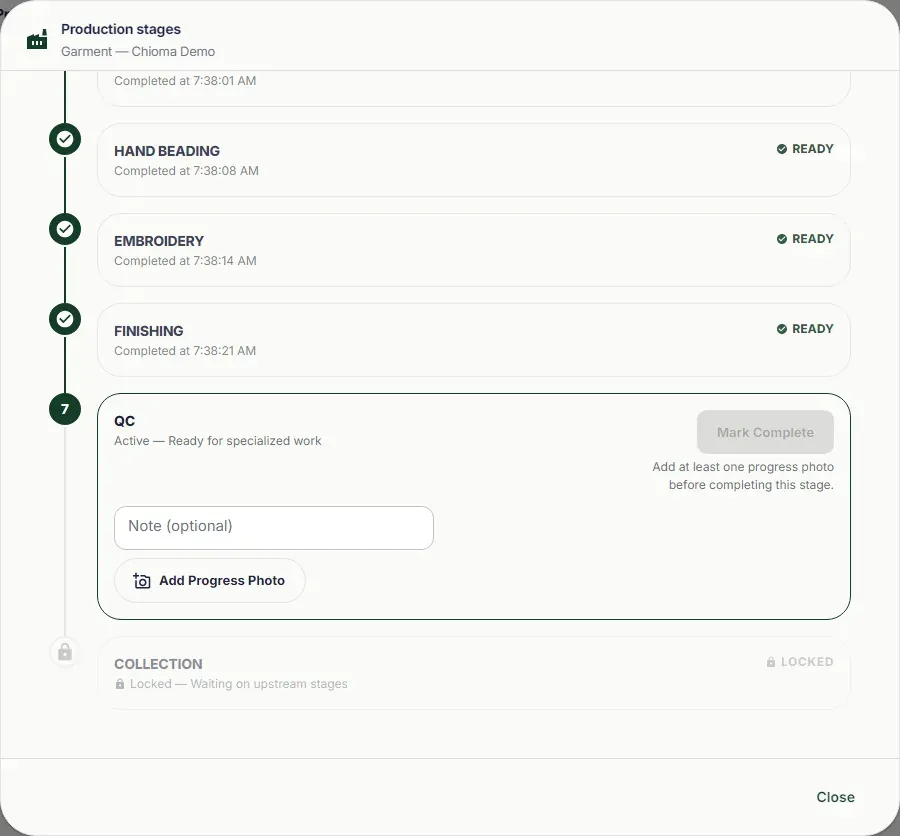 Production stages
Garment — Chioma Demo
Completed at 7:38:01 AM
HAND BEADING
READY
Completed at 7:38:08 AM
EMBROIDERY
READY
Completed at 7:38:14 AM
FINISHING
READY
Completed at 7:38:21 AM
7
QC
Active — Ready for specialized work
Mark Complete
Add at least one progress photo
before completing this stage.
Note (optional)
Add Progress Photo
COLLECTION
LOCKED
Locked — Waiting on upstream stages
Close